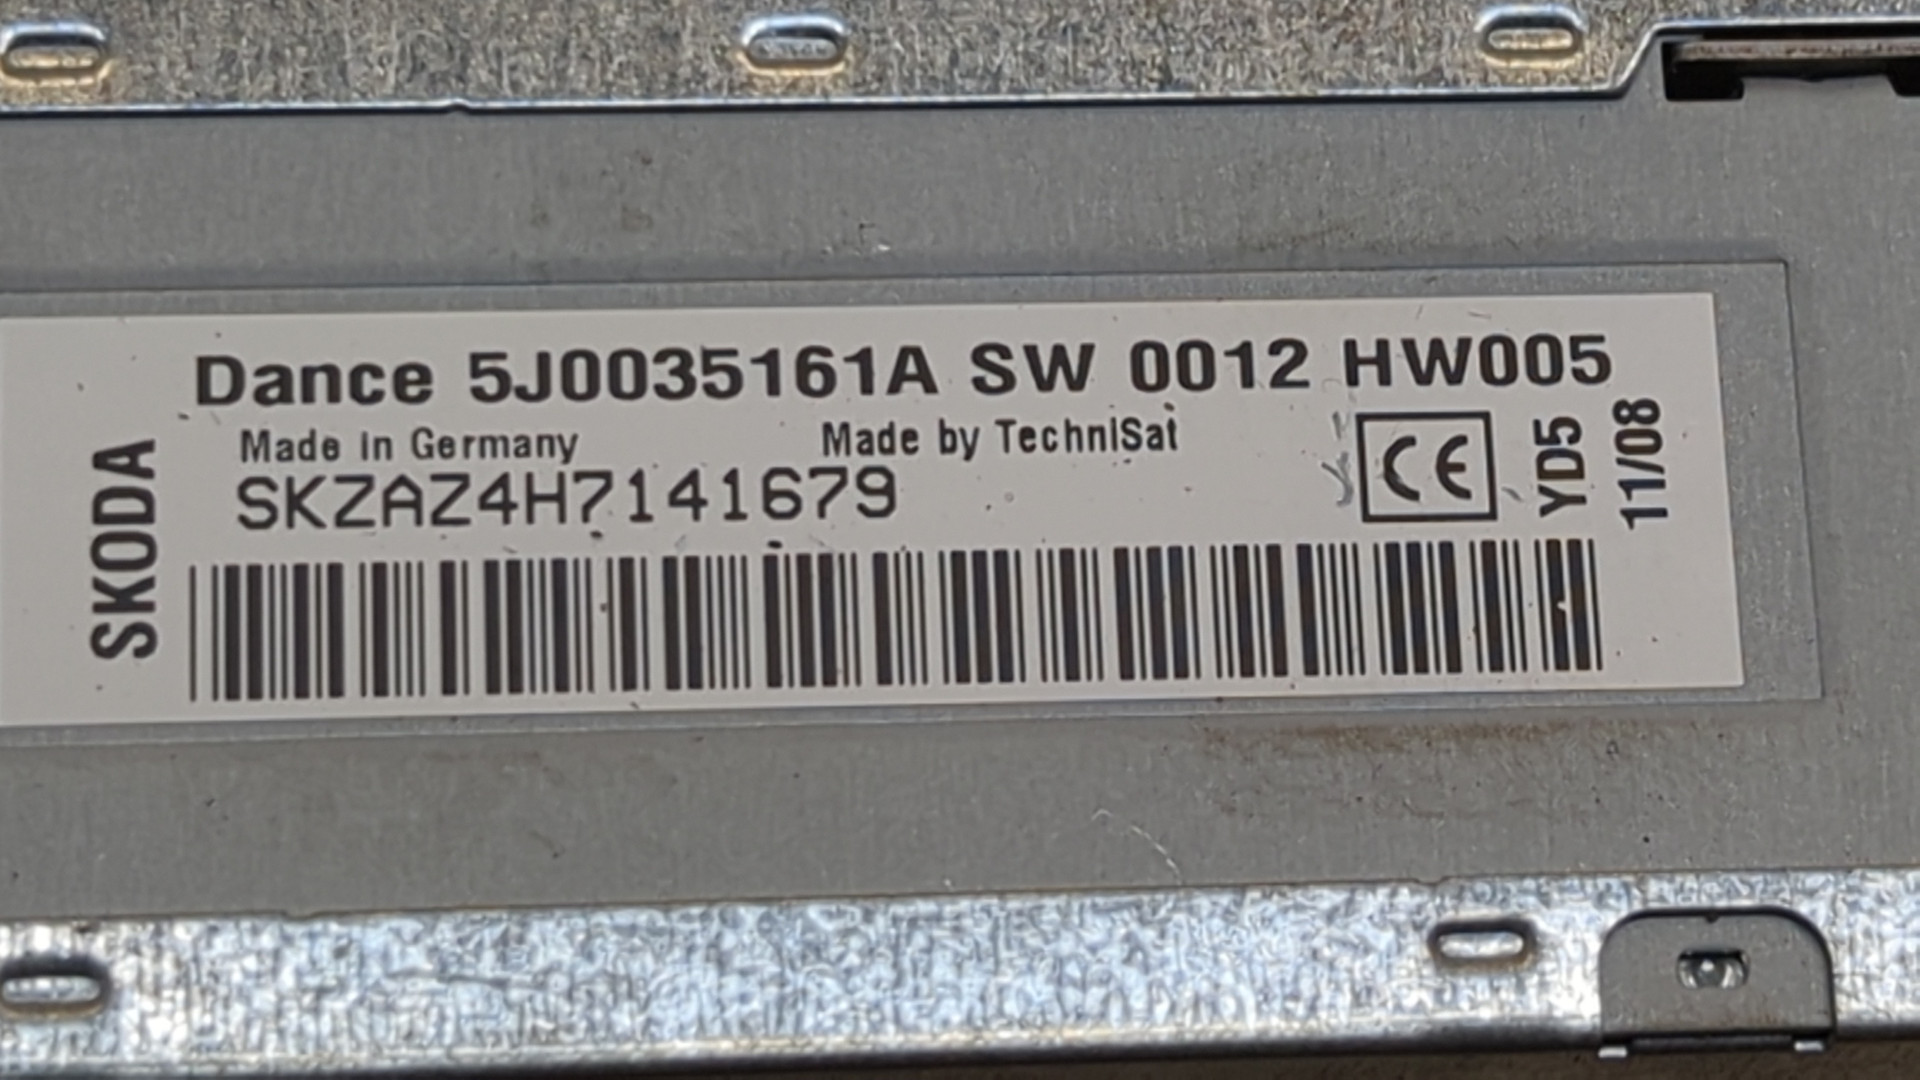 Dance 5J0035161A SW 0012 HW005
Made in Germany Made by TechniSat
SKZAZ4H7141679
SKODA
CE
YD5
11/08